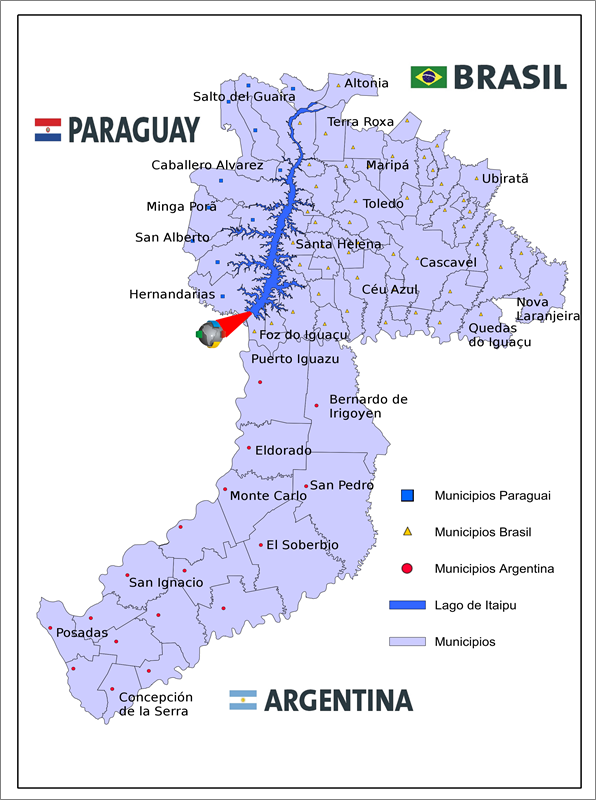 BRASIL
Altonia
Salto del Guaira
PARAGUAY
Terra Roxa
Caballero Alvarez
Maripá
Ubiratã
Minga Porã
Toledo
San Alberto
Santa Helena
Cascavel
Hernandarias
Céu Azul
Nova
Laranjeira
Foz do Iguaçu
Quedas
do Iguaçu
Puerto Iguazu
Bernardo de
Irigoyen
Eldorado
Monte Carlo
San Pedro
Municipios Paraguai
Municipios Brasil
El Soberbio
Municipios Argentina
San Ignacio
Lago de Itaipu
Posadas
Municipios
Concepción
de la Serra
ARGENTINA